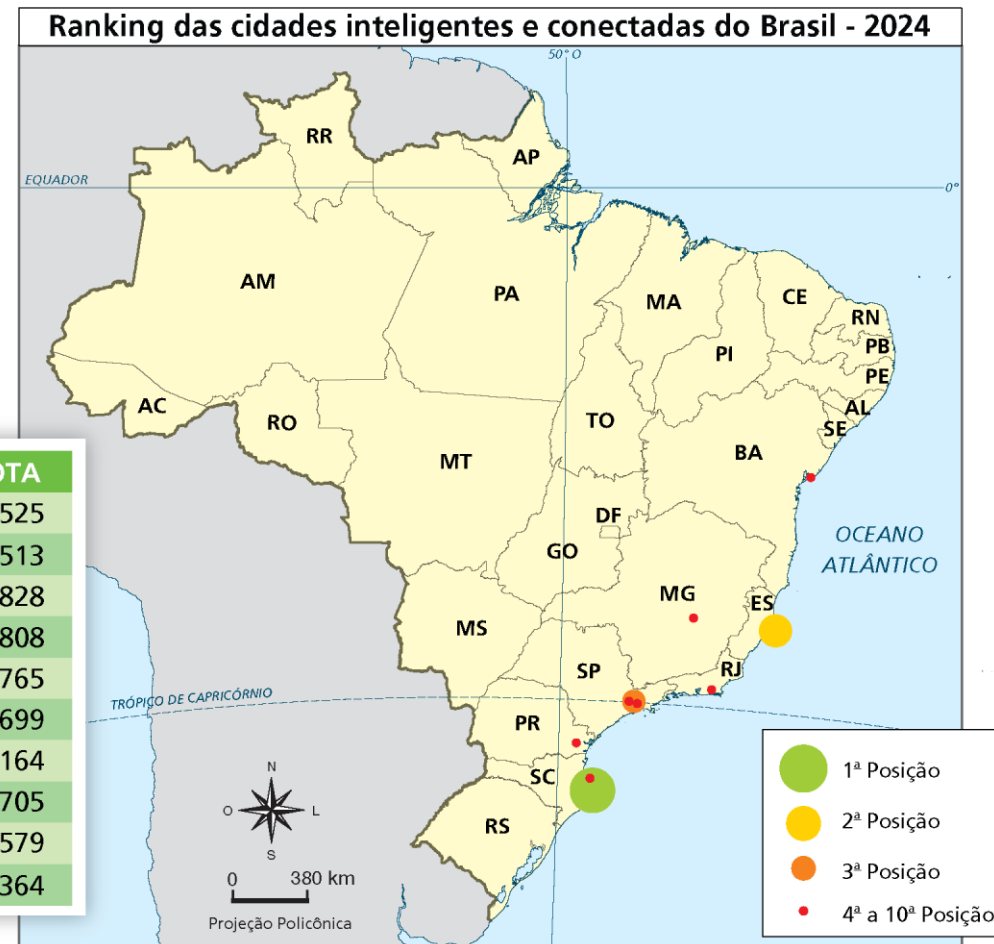 Ranking das cidades inteligentes e conectadas do Brasil - 2024
50° O
RR
AP
EQUADOR
0°
AM
PA
MA
CE
RN
PB
PI
PE
AL
AC
SE
RO
TO
BA
MT
DF
GO
OCEANO
ATLÂNTICO
MG
ES
MS
SP
RJ
TRÓPICO DE CAPRICÓRNIO
PR
SC
RS
N
O
L
S
0 380 km
Projeção Policônica
525
513
828
808
765
699
164
705
579
364
1ª Posição
2ª Posição
3ª Posição
4ª a 10ª Posição